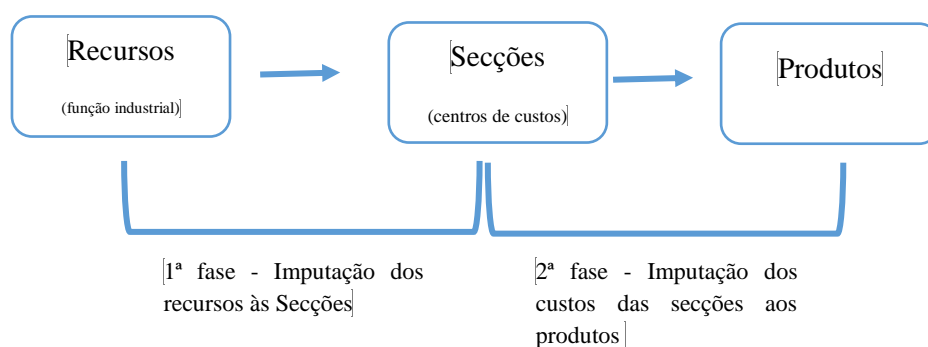 Recursos
(função industrial)
Secções
(centros de custos)
Produtos
1ª fase - Imputação dos
recursos às Secções
2ª fase - Imputação dos
custos das secções aos
produtos